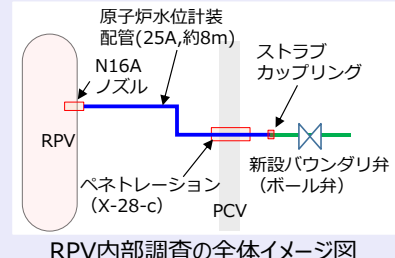 原子炉水位計装
配管(25A,約8m)
ストラブ
カップリング
N16A
ノズル
RPV
新設バウンダリ弁
(ボール弁)
ペネトレーション
(X-28-c)
PCV
RPV内部調査の全体イメージ図